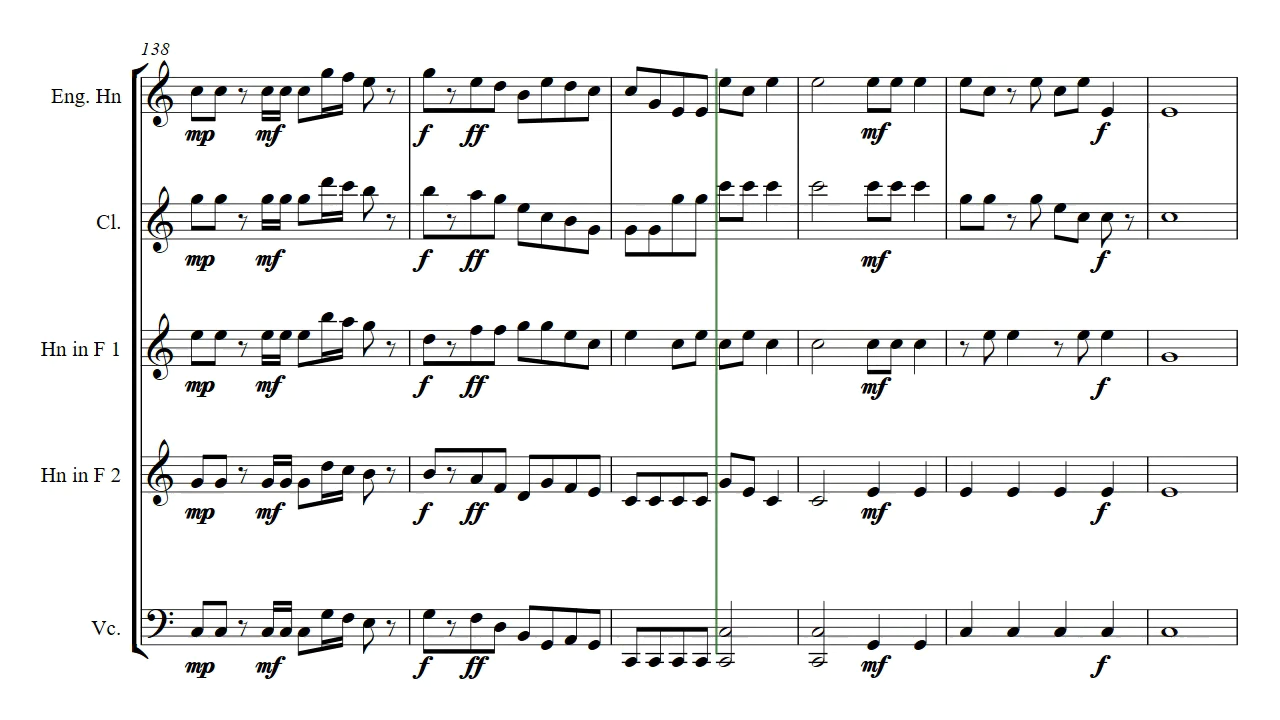 138
Eng. Hn
mp mf f ff mf f
Cl.
mp mf f ff mf f
Hn in F 1
mp mf f ff mf f
Hn in F 2
mp mf f ff mf f
Vc.
mp mf f ff mf f